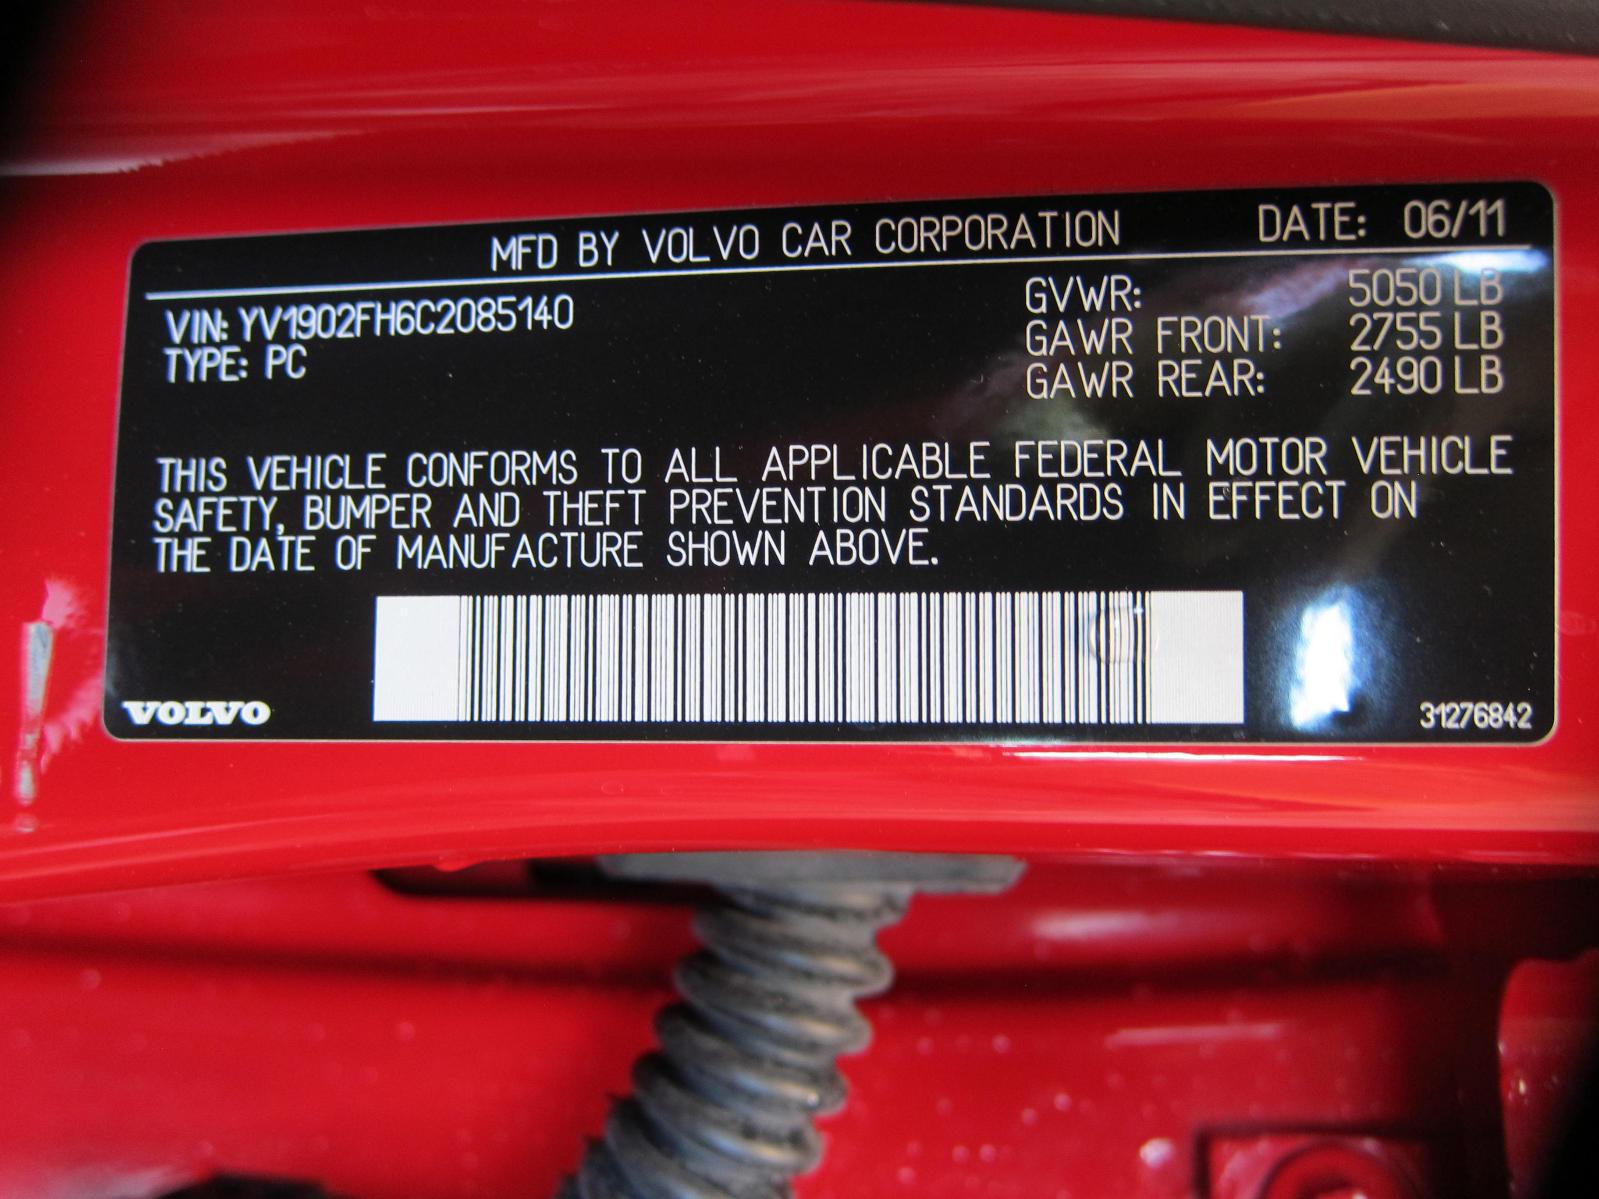 MFD BY VOLVO CAR CORPORATION DATE: 06/11
VIN: YV1902FH6C2085140
TYPE: PC
GVWR: 5050 LB
GAWR FRONT: 2755 LB
GAWR REAR: 2490 LB
THIS VEHICLE CONFORMS TO ALL APPLICABLE FEDERAL MOTOR VEHICLE
SAFETY, BUMPER AND THEFT PREVENTION STANDARDS IN EFFECT ON
THE DATE OF MANUFACTURE SHOWN ABOVE.
VOLVO
31276842